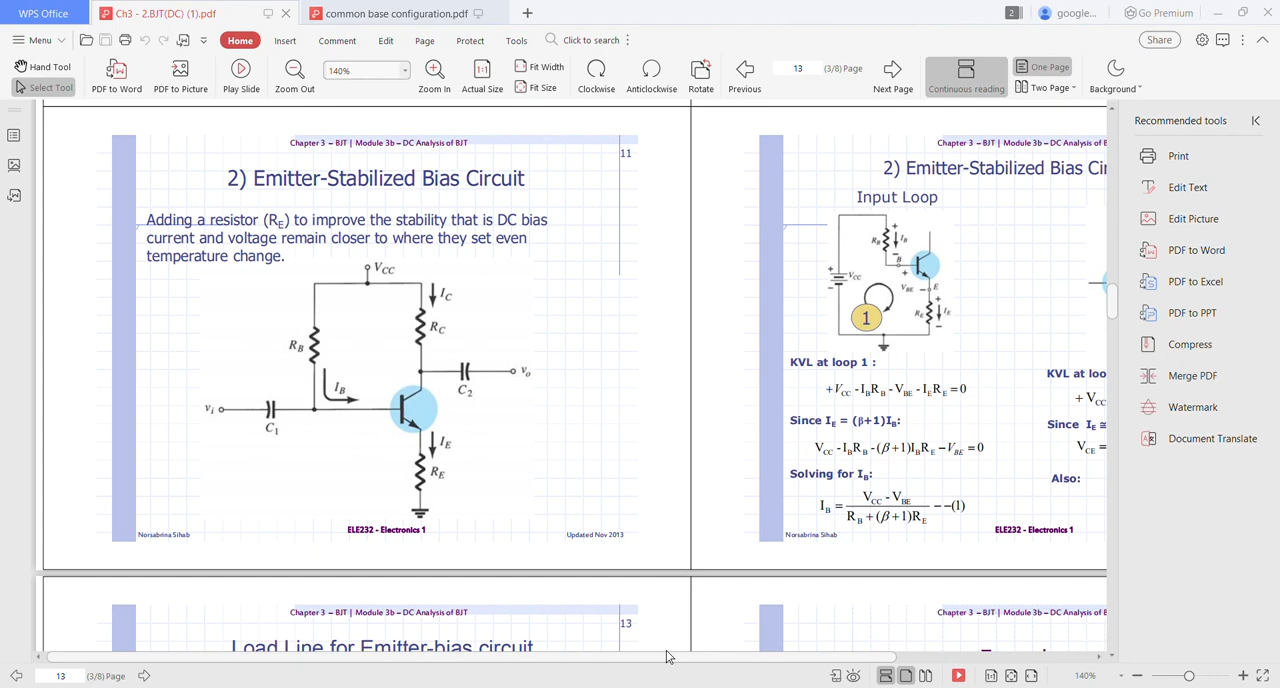 WPS Office
Ch3 - 2.BJT(DC) (1).pdf
common base configuration.pdf
2
google...
Go Premium
Menu
Home
Insert
Comment
Edit
Page
Protect
Tools
Click to search
Share
Hand Tool
Select Tool
PDF to Word
PDF to Picture
Play Slide
Zoom Out
140%
Zoom In
Actual Size
Fit Width
Fit Size
Clockwise
Anticlockwise
Rotate
Previous
13
(3/8)Page
Next Page
Continuous reading
One Page
Two Page
Background
Chapter 3 – BJT | Module 3b – DC Analysis of BJT
11
2) Emitter-Stabilized Bias Circuit
Adding a resistor (RE) to improve the stability that is DC bias
current and voltage remain closer to where they set even
temperature change.
VCC
IC
RC
RB
IB
C2
vo
vi
C1
IE
RE
Norsabrina Sihab
ELE232 - Electronics 1
Updated Nov 2013
Chapter 3 – BJT | Module 3b – DC Analysis of B
2) Emitter-Stabilized Bias Cir
Input Loop
RB
IB
B
VCC
VBE
E
RE
IE
1
KVL at loop 1 :
+VCC -IBRB -VBE -IERE=0
Since IE = (β+1)IB:
VCC -IBRB -(β+1)IBRE −VBE =0
Solving for IB:
IB = (VCC - VBE) / (RB + (β+1)RE) −−(1)
KVL at loo
+ VCC
Since IE ≅
VCE =
Also:
Norsabrina Sihab
ELE232 - Electronics 1
Chapter 3 – BJT | Module 3b – DC Analysis of BJT
13
Load Line for Emitter-bias circuit
Chapter 3 – BJT | Module 3b – DC Analysis of B
Recommended tools
Print
Edit Text
Edit Picture
PDF to Word
PDF to Excel
PDF to PPT
Compress
Merge PDF
Watermark
Document Translate
13
(3/8)Page
140%